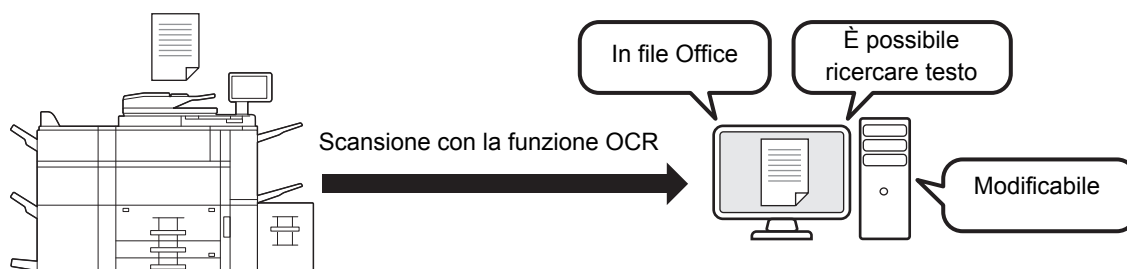 In file Office
È possibile
ricercare testo
Scansione con la funzione OCR
Modificabile